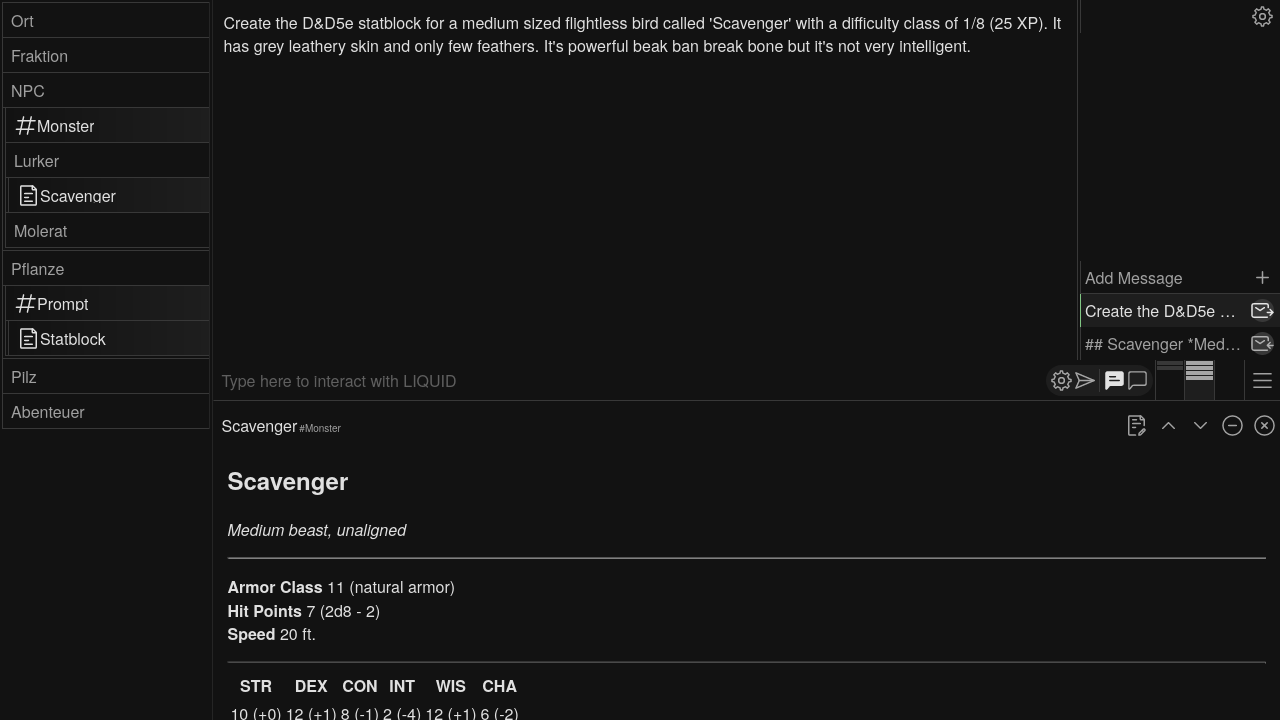 Ort
Fraktion
NPC
Monster
Lurker
Scavenger
Molerat
Pflanze
Prompt
Statblock
Pilz
Abenteuer
Create the D&D5e statblock for a medium sized flightless bird called 'Scavenger' with a difficulty class of 1/8 (25 XP). It
has grey leathery skin and only few feathers. It's powerful beak ban break bone but it's not very intelligent.
Add Message
Create the D&D5e ...
## Scavenger *Med...
Type here to interact with LIQUID
Scavenger #Monster
Scavenger
Medium beast, unaligned
Armor Class 11 (natural armor)
Hit Points 7 (2d8 - 2)
Speed 20 ft.
STR DEX CON INT WIS CHA
10 (+0) 12 (+1) 8 (-1) 2 (-4) 12 (+1) 6 (-2)